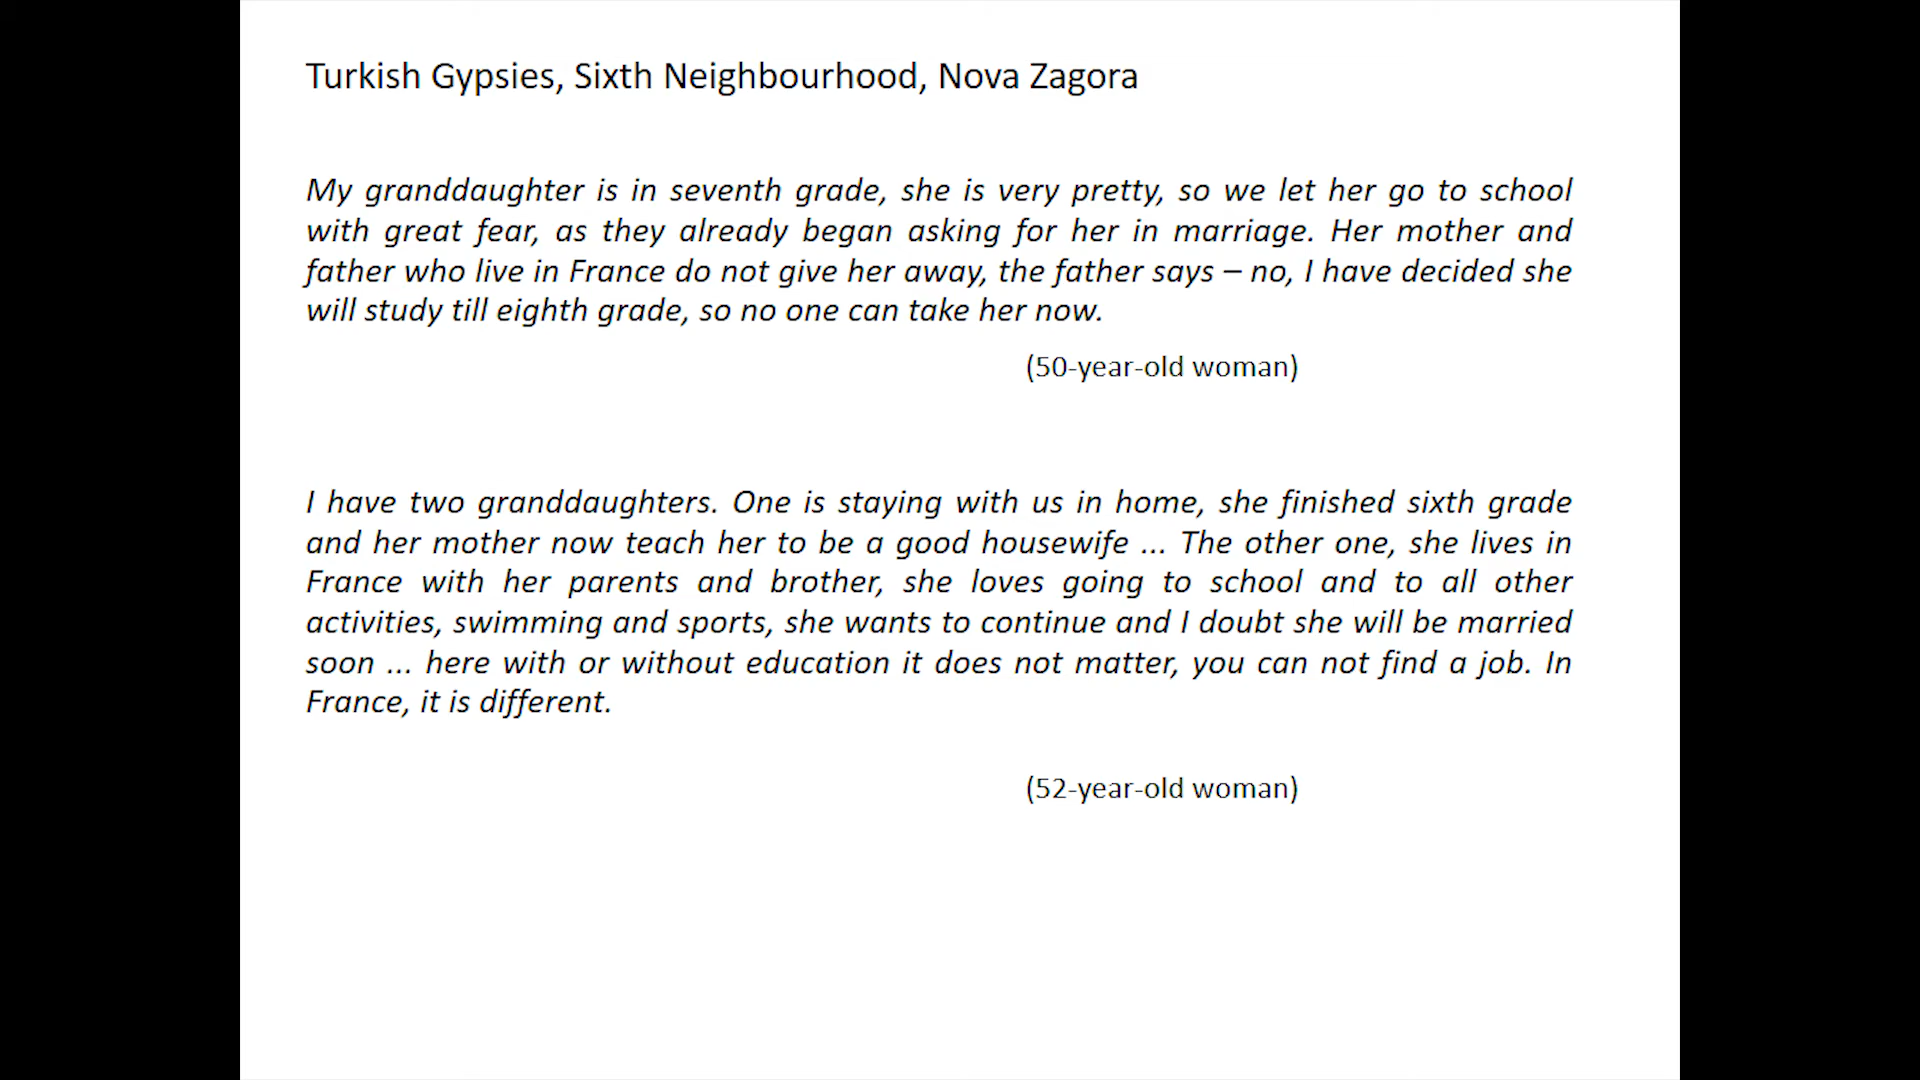 Turkish Gypsies, Sixth Neighbourhood, Nova Zagora
My granddaughter is in seventh grade, she is very pretty, so we let her go to school
with great fear, as they already began asking for her in marriage. Her mother and
father who live in France do not give her away, the father says – no, I have decided she
will study till eighth grade, so no one can take her now.
(50-year-old woman)
I have two granddaughters. One is staying with us in home, she finished sixth grade
and her mother now teach her to be a good housewife ... The other one, she lives in
France with her parents and brother, she loves going to school and to all other
activities, swimming and sports, she wants to continue and I doubt she will be married
soon ... here with or without education it does not matter, you can not find a job. In
France, it is different.
(52-year-old woman)